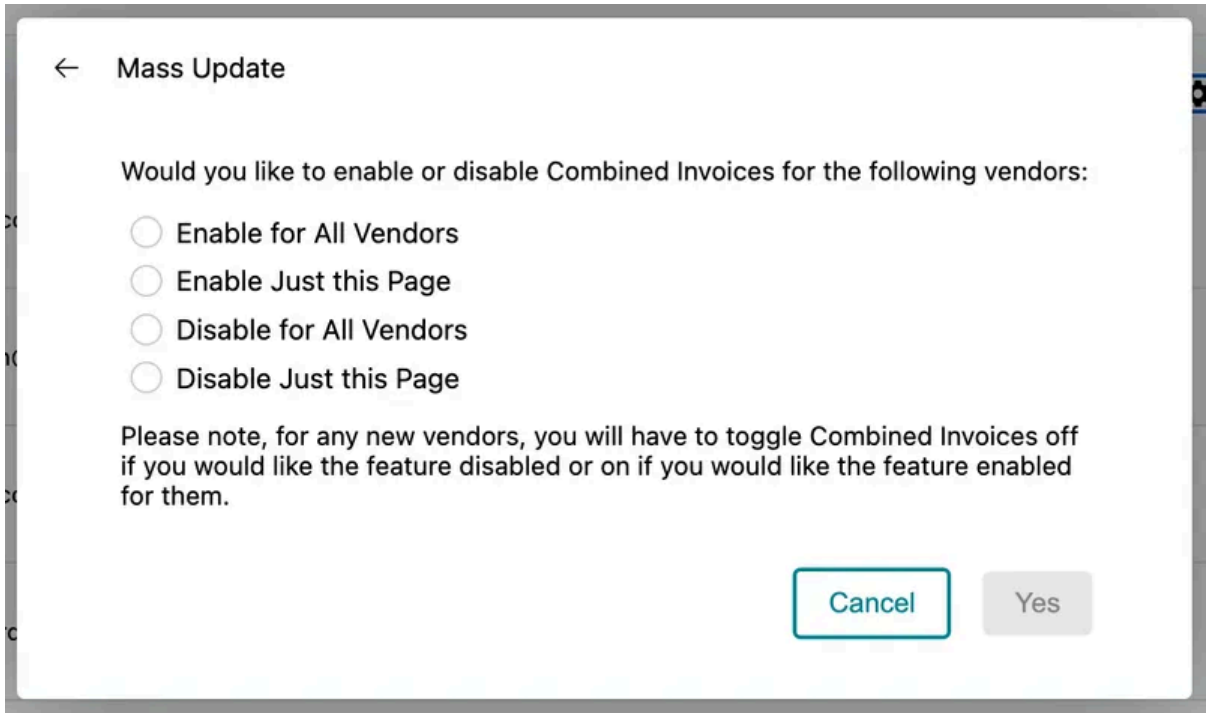 Mass Update
Would you like to enable or disable Combined Invoices for the following vendors:
Enable for All Vendors
Enable Just this Page
Disable for All Vendors
Disable Just this Page
Please note, for any new vendors, you will have to toggle Combined Invoices off
if you would like the feature disabled or on if you would like the feature enabled
for them.
Cancel
Yes